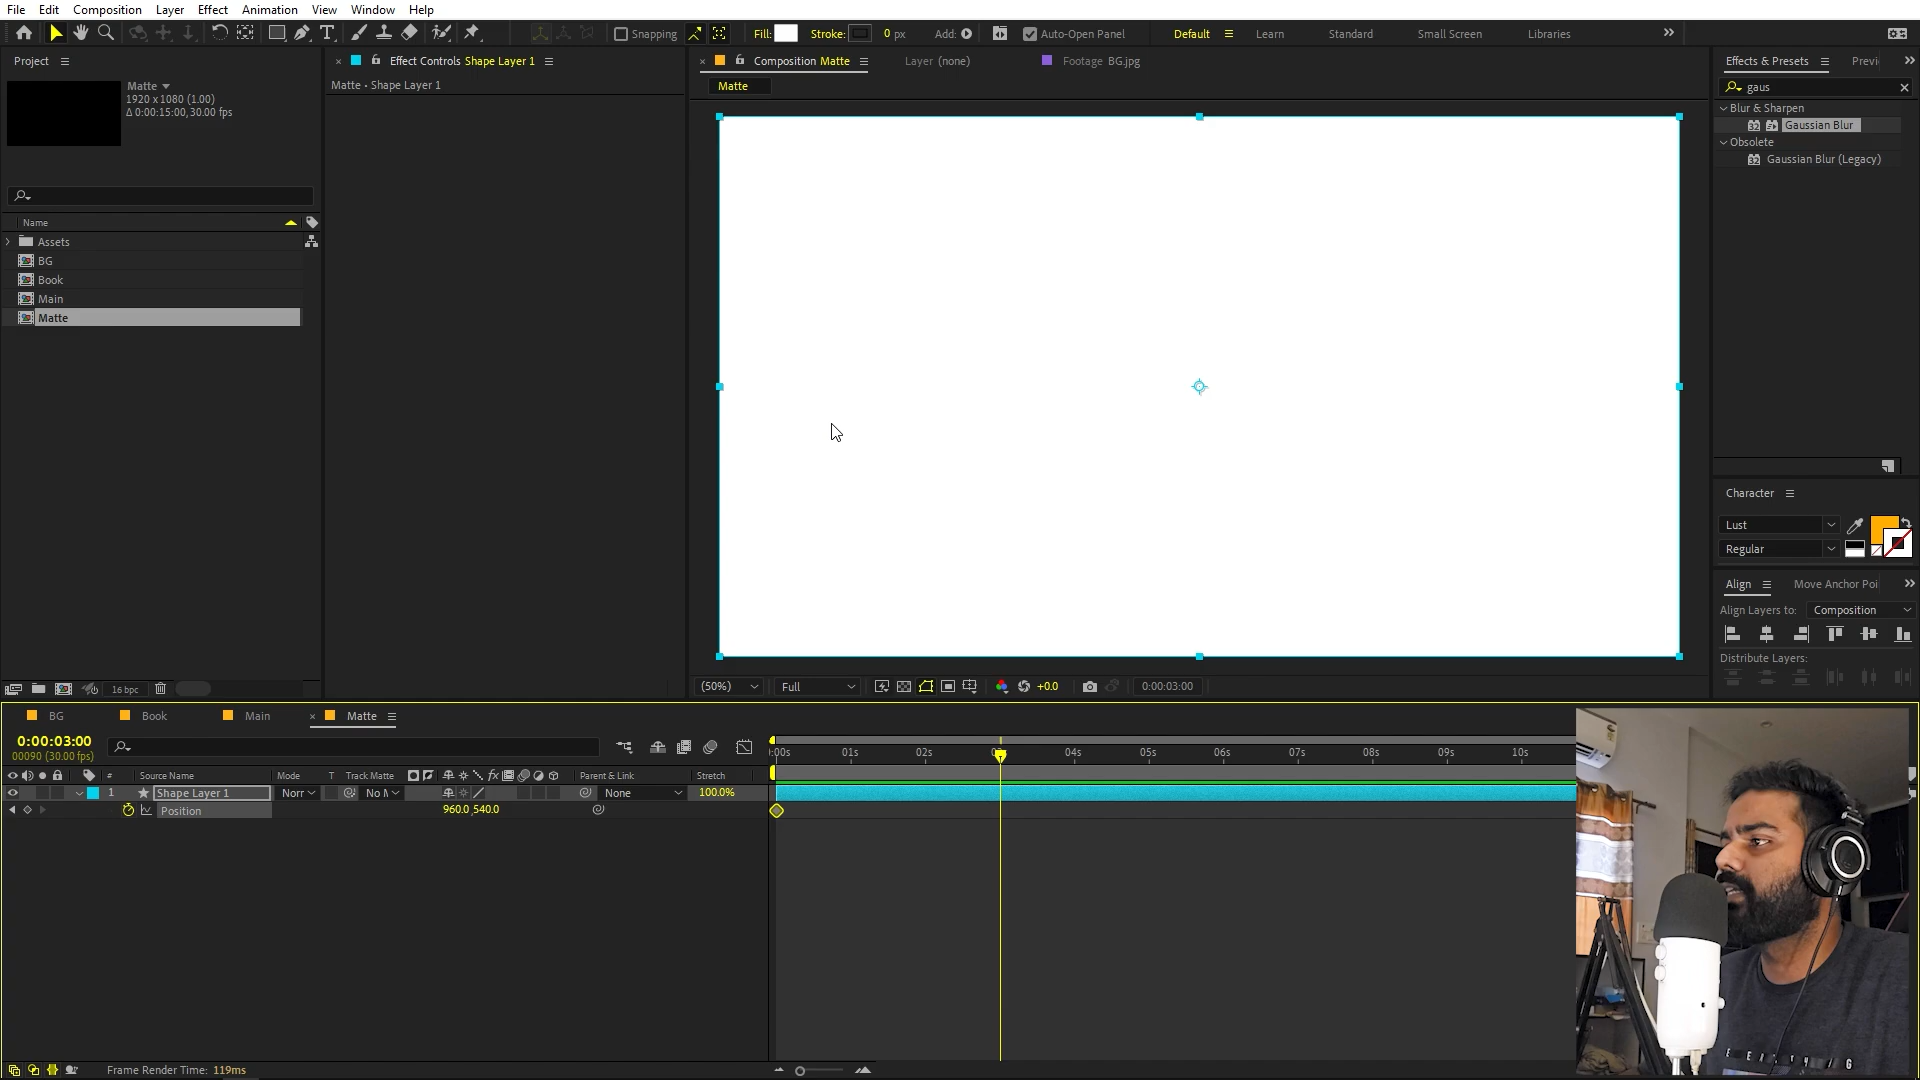 File Edit Composition Layer Effect Animation View Window Help
Snapping Fill: Stroke: 0 px Add: Auto-Open Panel Default Learn Standard Small Screen Libraries
Project
Matte
1920 x 1080 (1.00)
Δ 0:00:15:00, 30.00 fps
Name
Assets
BG
Book
Main
Matte
16 bpc
Effect Controls Shape Layer 1
Matte • Shape Layer 1
Composition Matte Layer (none) Footage BG.jpg
Matte
(50%) Full +0.0 0:00:03:00
Effects & Presets Previ
gaus
Blur & Sharpen
32 Gaussian Blur
Obsolete
32 Gaussian Blur (Legacy)
Character
Lust
Regular
Align Move Anchor Poi
Align Layers to: Composition
Distribute Layers:
BG Book Main Matte
0:00:03:00
00090 (30.00 fps)
# Source Name Mode T Track Matte fx Parent & Link Stretch
1 Shape Layer 1 Norr No M None 100.0%
Position 960.0,540.0
:00s 01s 02s 04s 05s 06s 07s 08s 09s 10s
Frame Render Time: 119ms